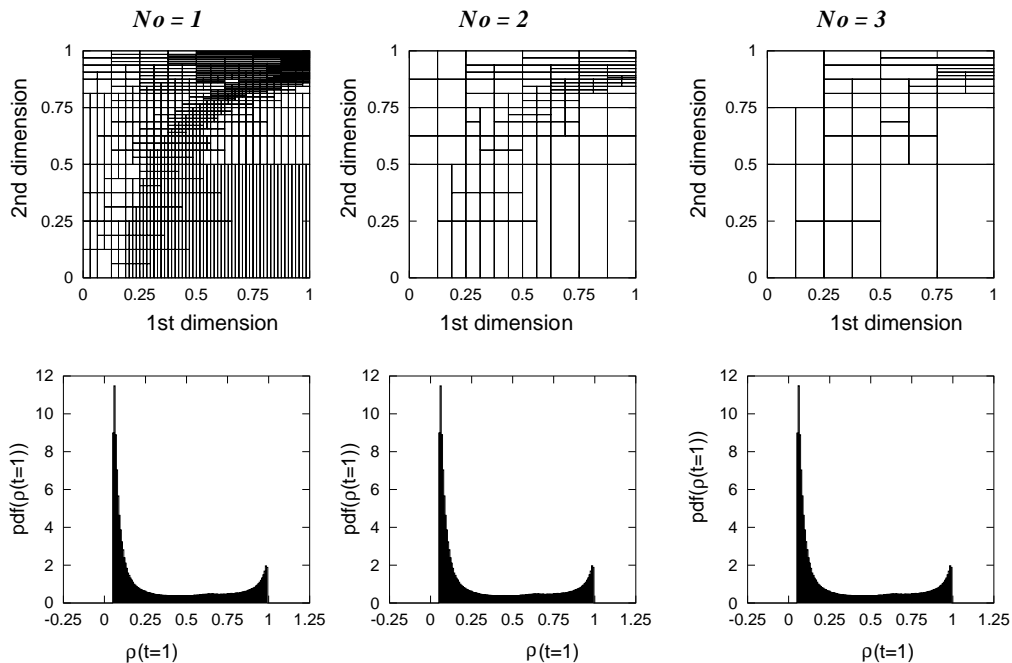 No = 1
No = 2
No = 3
1
0.75
0.5
0.25
0
2nd dimension
0 0.25 0.5 0.75 1
1st dimension
1
0.75
0.5
0.25
0
2nd dimension
0 0.25 0.5 0.75 1
1st dimension
1
0.75
0.5
0.25
0
2nd dimension
0 0.25 0.5 0.75 1
1st dimension
12
10
8
6
4
2
0
pdf(ρ(t=1))
-0.25 0 0.25 0.5 0.75 1 1.25
ρ(t=1)
12
10
8
6
4
2
0
pdf(ρ(t=1))
-0.25 0 0.25 0.5 0.75 1 1.25
ρ(t=1)
12
10
8
6
4
2
0
pdf(ρ(t=1))
-0.25 0 0.25 0.5 0.75 1 1.25
ρ(t=1)